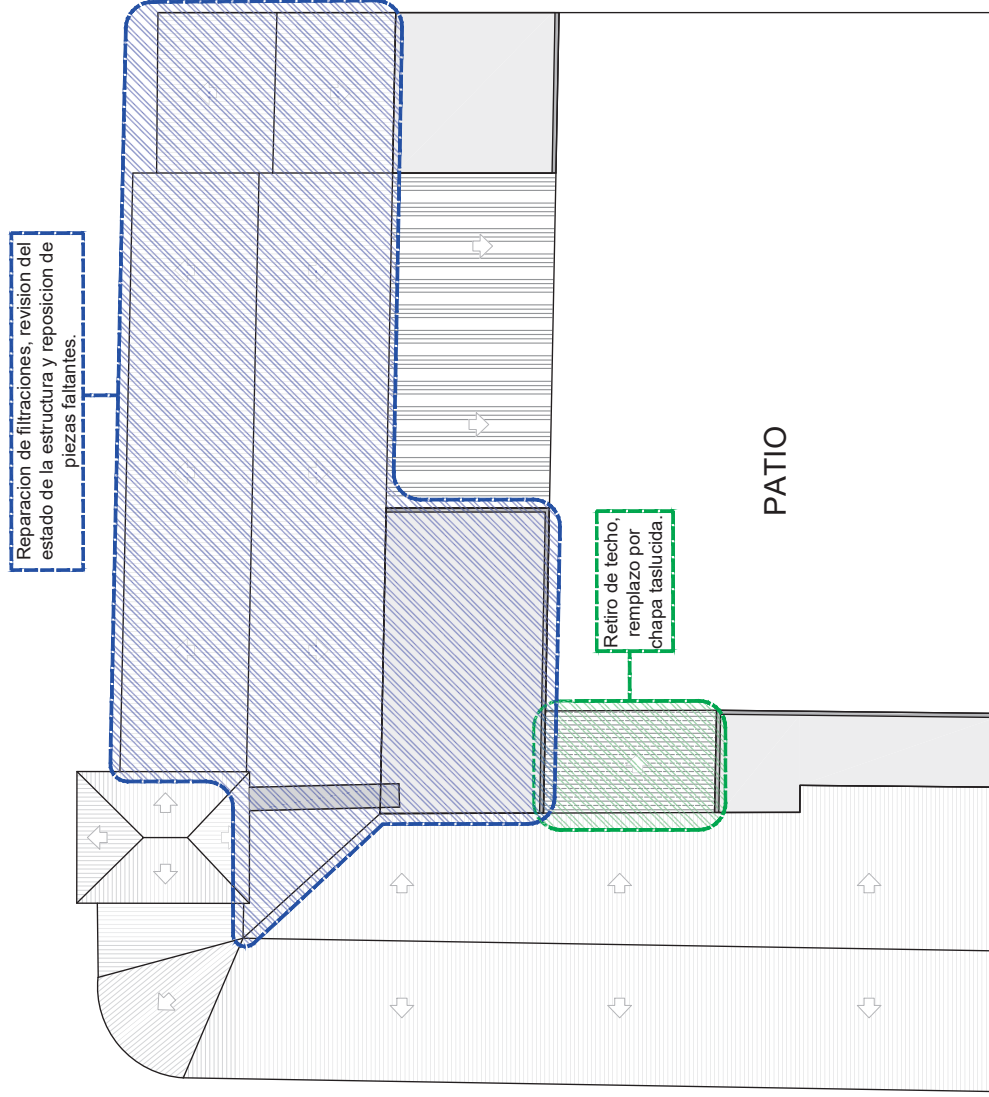 Reparacion de filtraciones, revision del
estado de la estructura y reposicion de
piezas faltantes.
Retiro de techo,
remplazo por
chapa taslucida.
PATIO